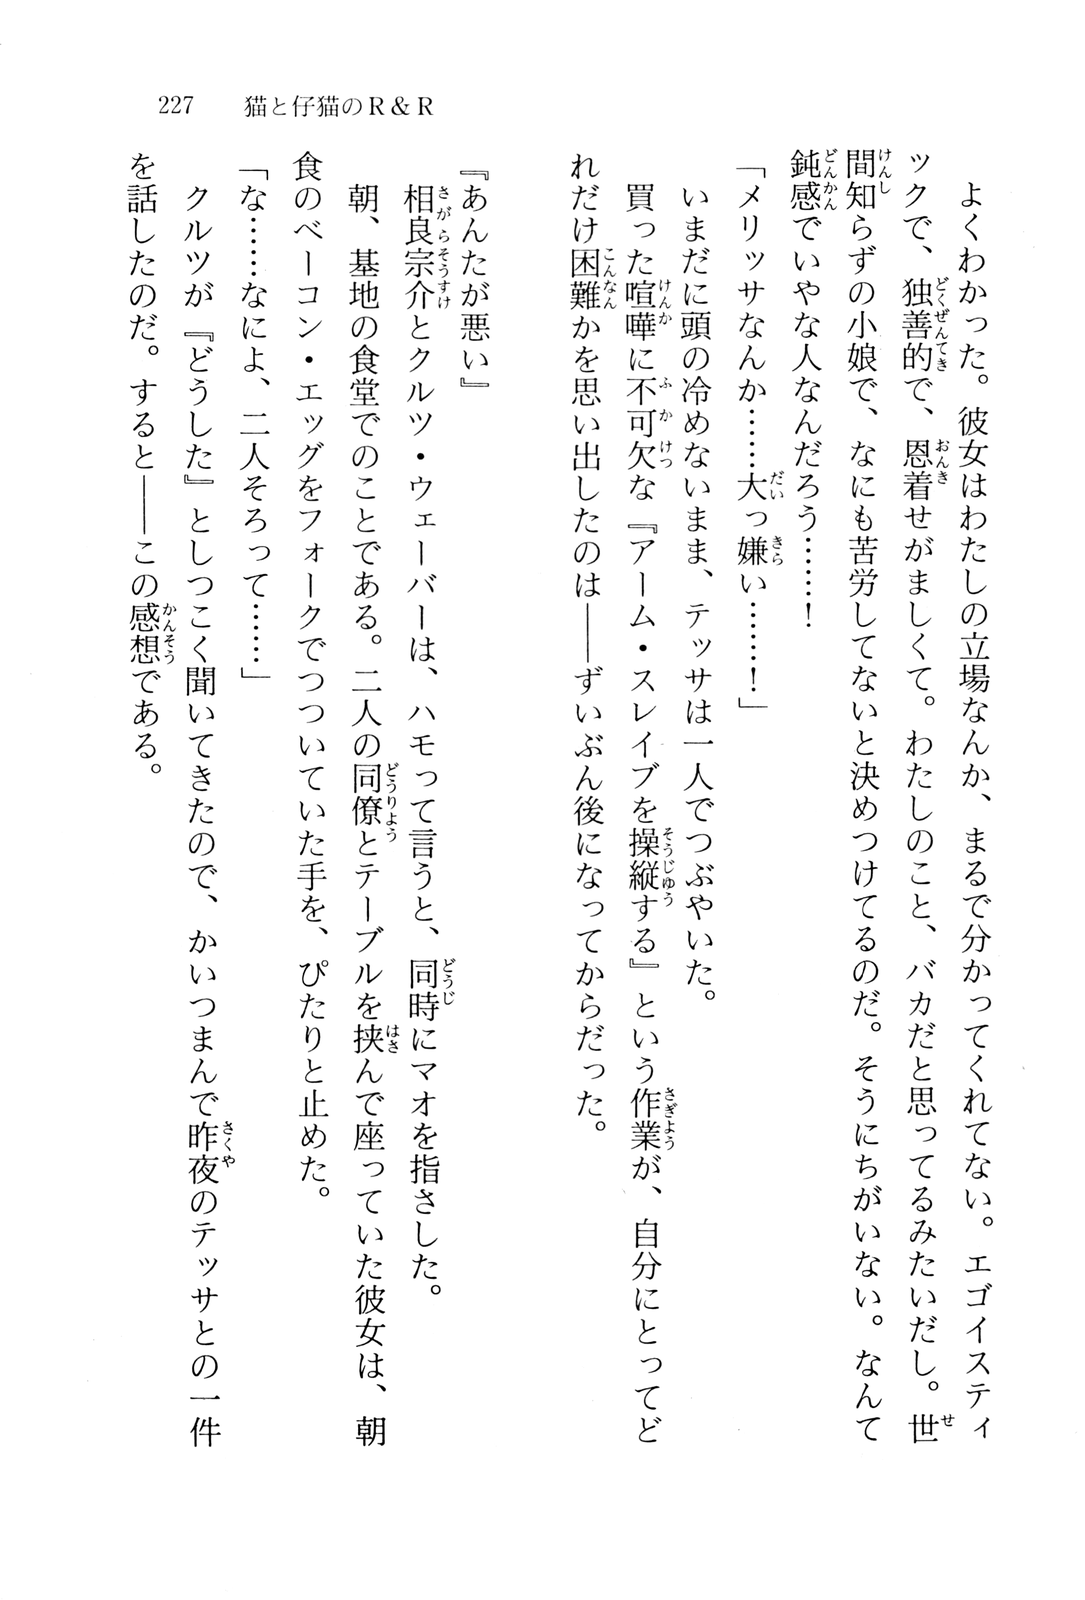 227　猫と仔猫のR&R
　よくわかった。彼女はわたしの立場なんか、まるで分かってくれてない。エゴイスティ
ックで、独善的で、恩着せがましくて。わたしのこと、バカだと思ってるみたいだし。世
間知らずの小娘で、なにも苦労してないと決めつけてるのだ。そうにちがいない。なんて
鈍感でいやな人なんだろう……！
「メリッサなんか……大っ嫌い……！」
　いまだに頭の冷めないまま、テッサは一人でつぶやいた。
　買った喧嘩に不可欠な『アーム・スレイブを操縦する』という作業が、自分にとってど
れだけ困難かを思い出したのは――ずいぶん後になってからだった。
『あんたが悪い』
　相良宗介とクルツ・ウェーバーは、ハモって言うと、同時にマオを指さした。
　朝、基地の食堂でのことである。二人の同僚とテーブルを挟んで座っていた彼女は、朝
食のベーコン・エッグをフォークでつついていた手を、ぴたりと止めた。
「な……なによ、二人そろって……」
　クルツが『どうした』としつこく聞いてきたので、かいつまんで昨夜のテッサとの一件
を話したのだ。すると――この感想である。